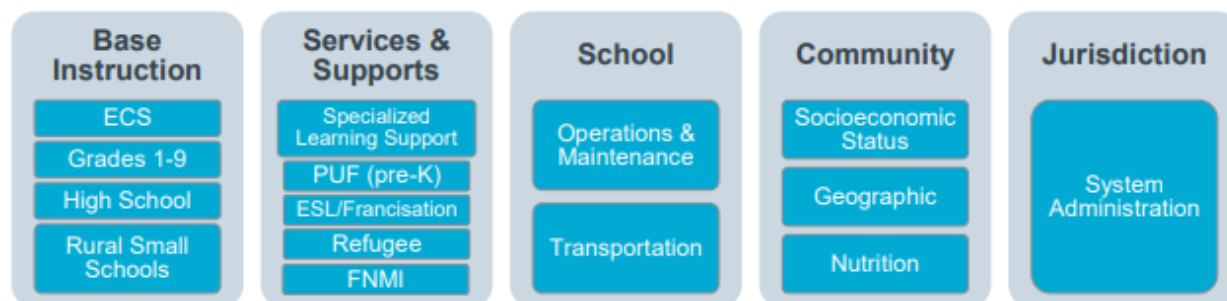 Base
Instruction
ECS
Grades 1-9
High School
Rural Small
Schools
Services &
Supports
Specialized
Learning Support
PUF (pre-K)
ESL/Francisation
Refugee
FNMI
School
Operations &
Maintenance
Transportation
Community
Socioeconomic
Status
Geographic
Nutrition
Jurisdiction
System
Administration